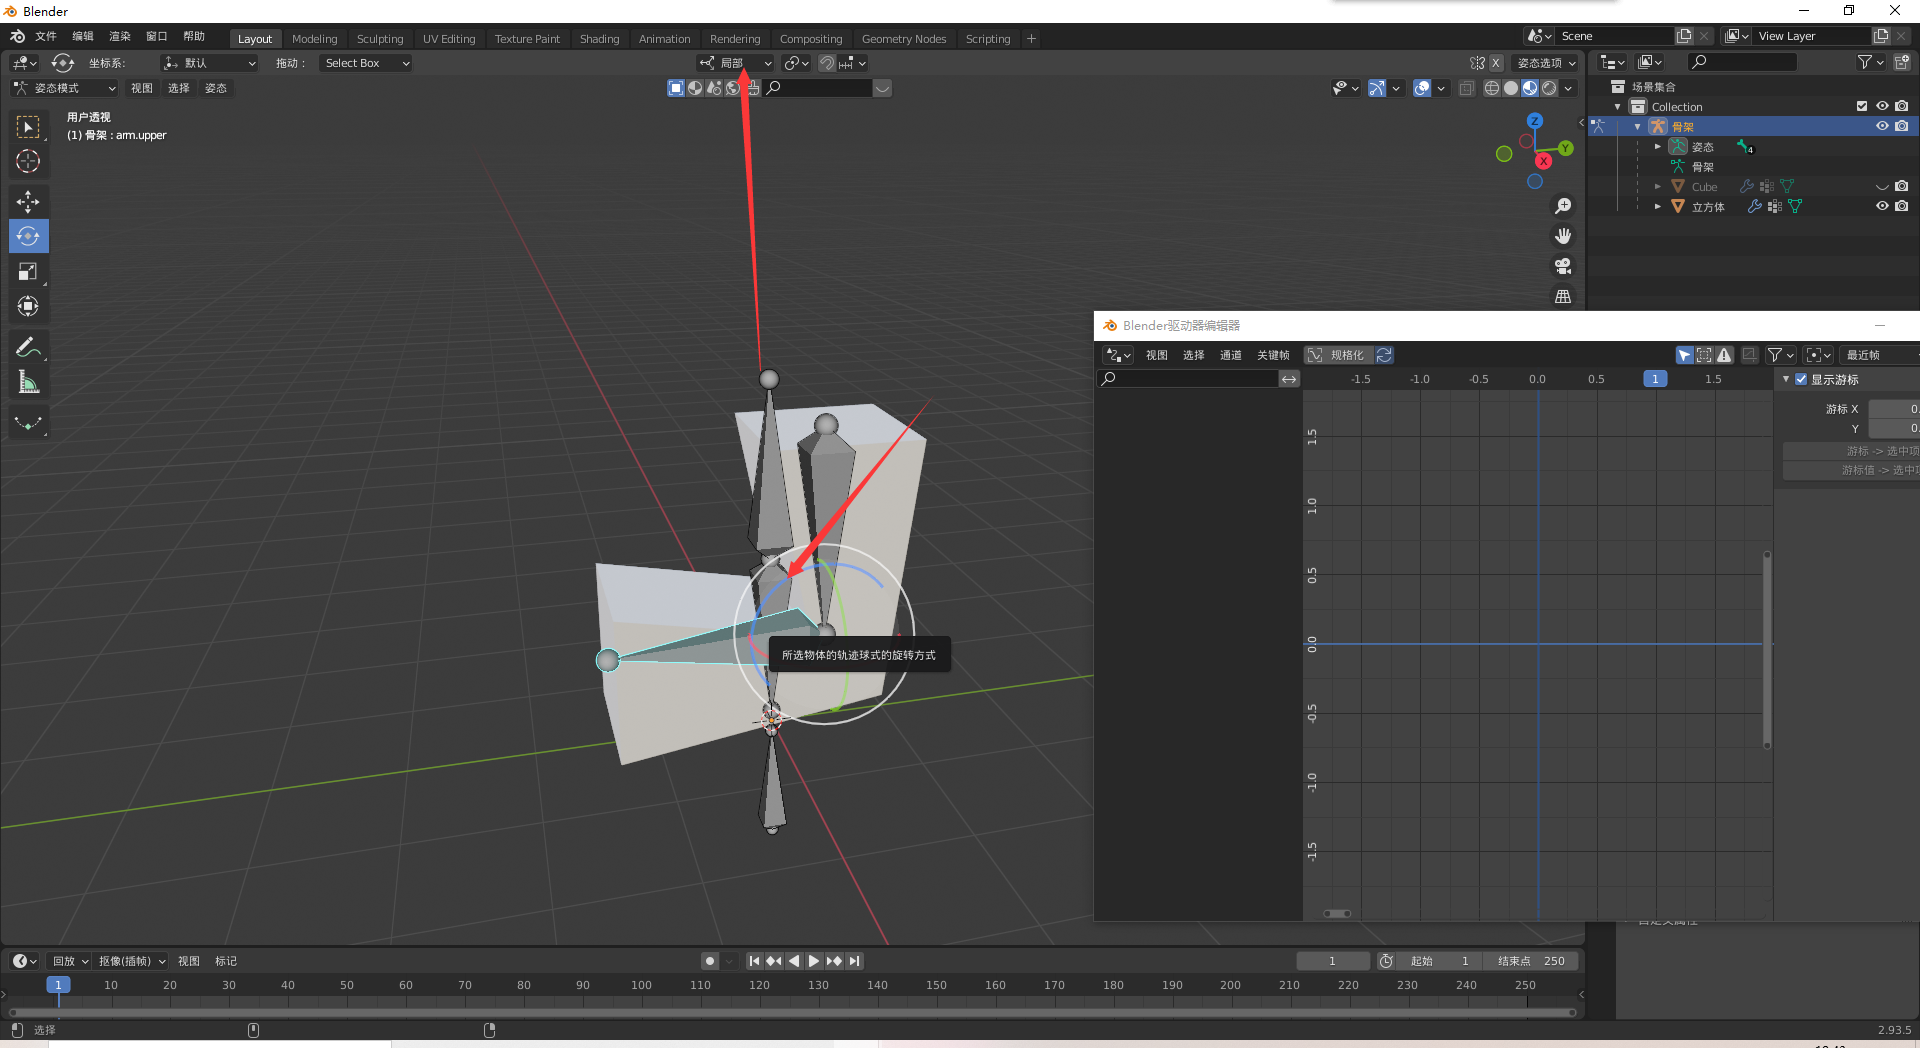 Blender
文件 编辑 渲染 窗口 帮助 Layout Modeling Sculpting UV Editing Texture Paint Shading Animation Rendering Compositing Geometry Nodes Scripting + Scene View Layer
坐标系: 默认 拖动: Select Box 局部 X 姿态选项
姿态模式 视图 选择 姿态
用户透视
(1) 骨架 : arm.upper
Z
Y
X
场景集合
Collection
骨架
姿态 4
骨架
Cube
立方体
所选物体的轨迹球式的旋转方式
Blender驱动器编辑器
视图 选择 通道 关键帧 规格化 最近帧
-1.5 -1.0 -0.5 0.0 0.5 1 1.5
1.5
1.0
0.5
0.0
-0.5
-1.0
-1.5
显示游标
游标 X 0.
Y 0.
游标 -> 选中项
游标值 -> 选中项
回放 抠像(插帧) 视图 标记 1 起始 1 结束点 250
1 10 20 30 40 50 60 70 80 90 100 110 120 130 140 150 160 170 180 190 200 210 220 230 240 250
选择 2.93.5